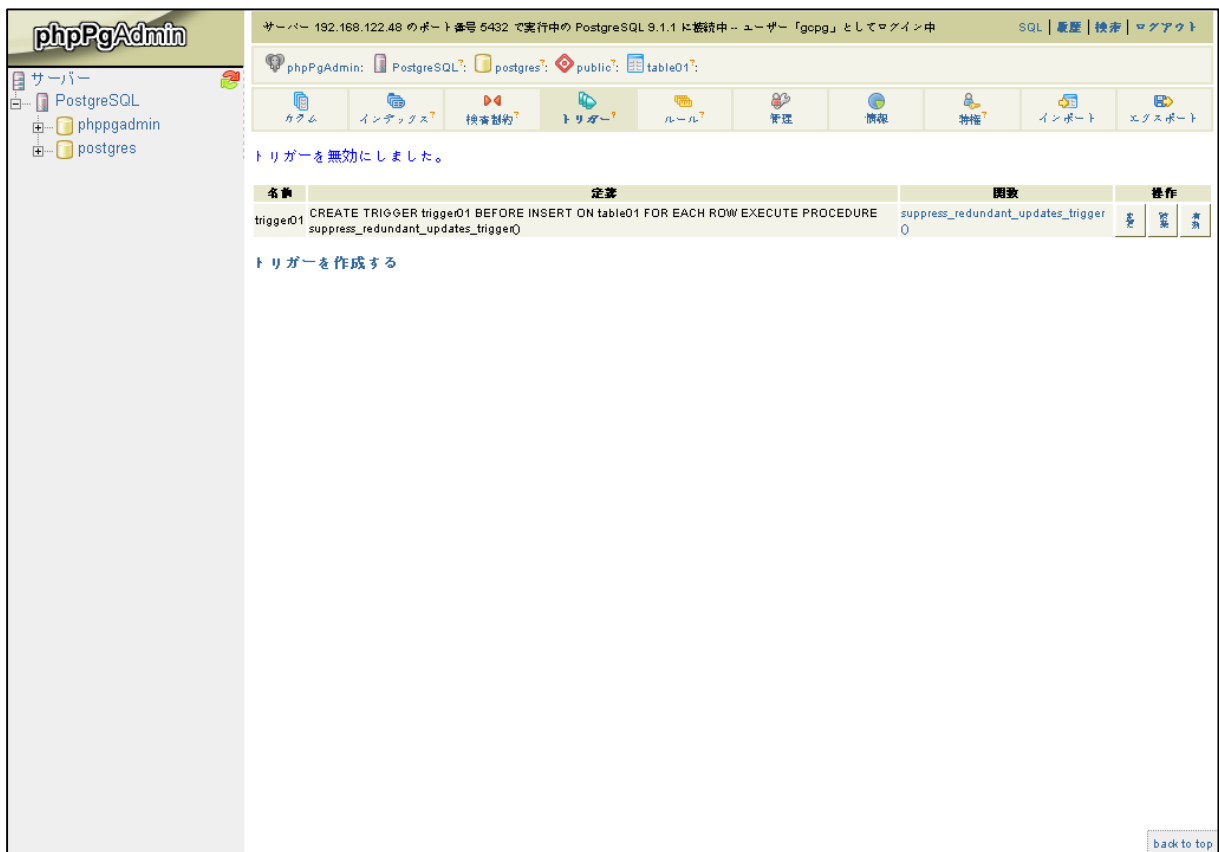 phpPgAdmin
サーバー
PostgreSQL
phppgadmin
postgres
サーバー 192.168.122.48 のポート番号 5432 で実行中の PostgreSQL 9.1.1 に接続中 -- ユーザー「gopg」としてログイン中
SQL | 履歴 | 検索 | ログアウト
phpPgAdmin: PostgreSQL?: postgres?: public?: table01?:
カラム
インデックス?
検査制約?
トリガー?
ルール?
管理
情報
特権?
インポート
エクスポート
トリガーを無効にしました。
名前 定義 関数 操作
trigger01 CREATE TRIGGER trigger01 BEFORE INSERT ON table01 FOR EACH ROW EXECUTE PROCEDURE
suppress_redundant_updates_trigger()
suppress_redundant_updates_trigger
()
変更
破棄
有効
トリガーを作成する
back to top